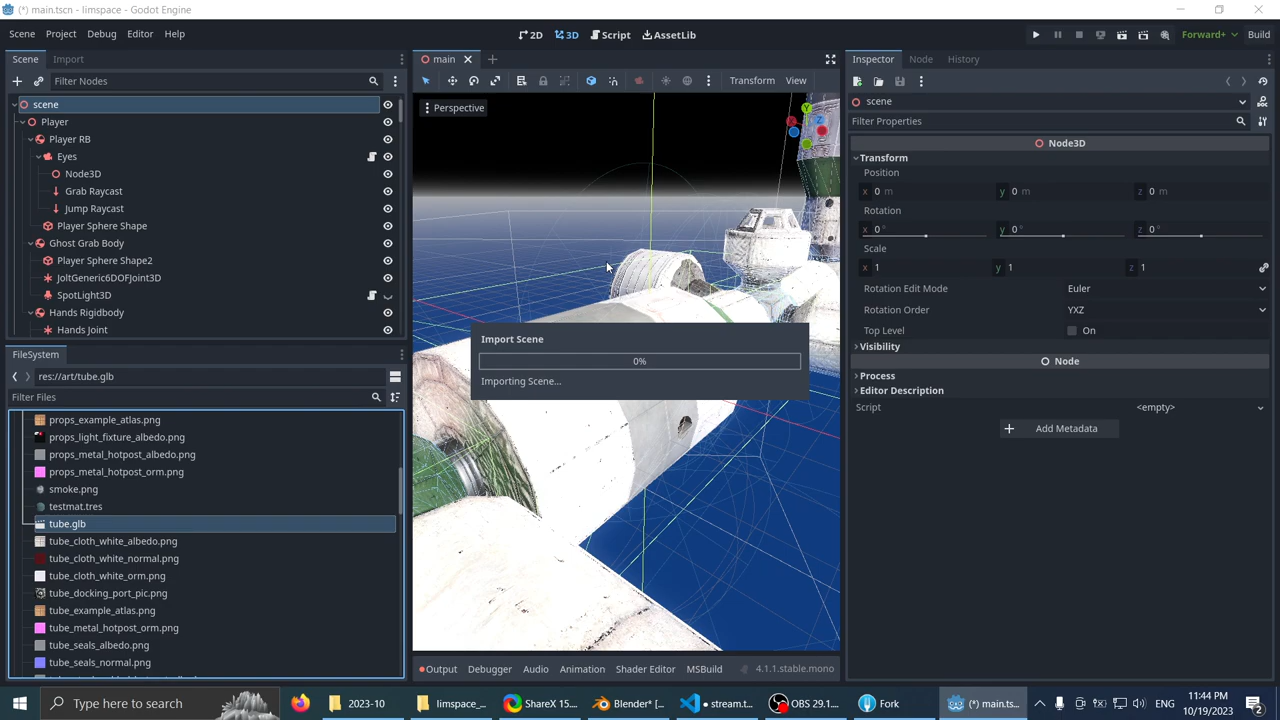 (*) main.tscn - limspace - Godot Engine
Scene Project Debug Editor Help
2D 3D Script AssetLib
Forward+ Build
Scene Import
main
Inspector Node History
Filter Nodes
Transform View
scene
Player
Player RB
Eyes
Node3D
Grab Raycast
Jump Raycast
Player Sphere Shape
Ghost Grab Body
Player Sphere Shape2
JoltGeneric6DOFJoint3D
SpotLight3D
Hands Rigidbody
Hands Joint
Perspective
Y
Z
X
Import Scene
0%
Importing Scene...
scene
Filter Properties
Node3D
Transform
Position
x 0 m y 0 m z 0 m
Rotation
x 0 ° y 0 ° z 0 °
Scale
x 1 y 1 z 1
Rotation Edit Mode Euler
Rotation Order YXZ
Top Level On
Visibility
Node
Process
Editor Description
Script <empty>
Add Metadata
FileSystem
res://art/tube.glb
Filter Files
props_example_atlas.png
props_light_fixture_albedo.png
props_metal_hotpost_albedo.png
props_metal_hotpost_orm.png
smoke.png
testmat.tres
tube.glb
tube_cloth_white_albedo.png
tube_cloth_white_normal.png
tube_cloth_white_orm.png
tube_docking_port_pic.png
tube_example_atlas.png
tube_metal_hotpost_orm.png
tube_seals_albedo.png
tube_seals_normal.png
Output Debugger Audio Animation Shader Editor MSBuild 4.1.1.stable.mono
Type here to search
2023-10
limspace_...
ShareX 15....
Blender* [...
● stream.t...
OBS 29.1...
Fork
(*) main.ts...
ENG
11:44 PM
10/19/2023
2